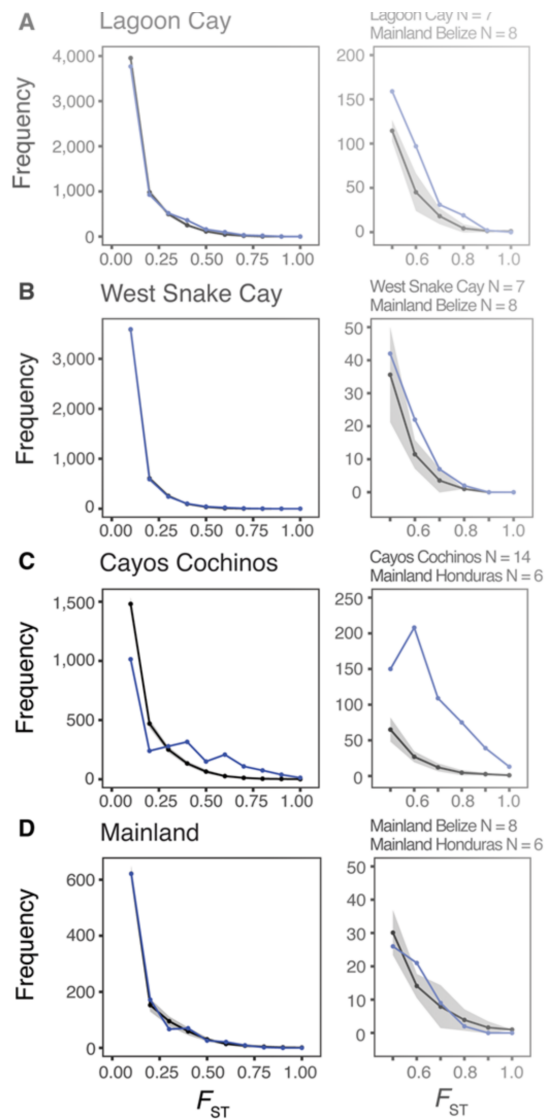 A
Lagoon Cay
Lagoon Cay N = 7
Mainland Belize N = 8
Frequency
4,000
3,000
2,000
1,000
0
0.00 0.25 0.50 0.75 1.00
200
150
100
50
0
0.6 0.8 1.0
B
West Snake Cay
West Snake Cay N = 7
Mainland Belize N = 8
Frequency
3,000
2,000
1,000
0
0.00 0.25 0.50 0.75 1.00
50
40
30
20
10
0
0.6 0.8 1.0
C
Cayos Cochinos
Cayos Cochinos N = 14
Mainland Honduras N = 6
Frequency
1,500
1,000
500
0
0.00 0.25 0.50 0.75 1.00
250
200
150
100
50
0
0.6 0.8 1.0
D
Mainland
Mainland Belize N = 8
Mainland Honduras N = 6
Frequency
600
400
200
0
0.00 0.25 0.50 0.75 1.00
FST
40
30
20
10
0
0.6 0.8 1.0
FST